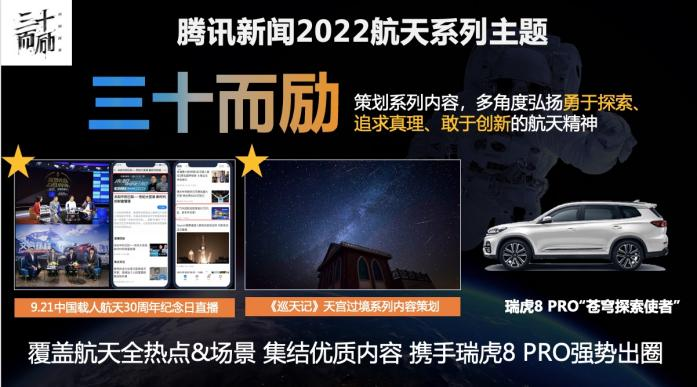 三十而励
腾讯新闻2022航天系列主题
三十而励
策划系列内容，多角度弘扬勇于探索、
追求真理、敢于创新的航天精神
9.21中国载人航天30周年纪念日直播
《巡天记》天宫过境系列内容策划
瑞虎8 PRO“苍穹探索使者”
覆盖航天全热点&场景 集结优质内容 携手瑞虎8 PRO强势出圈